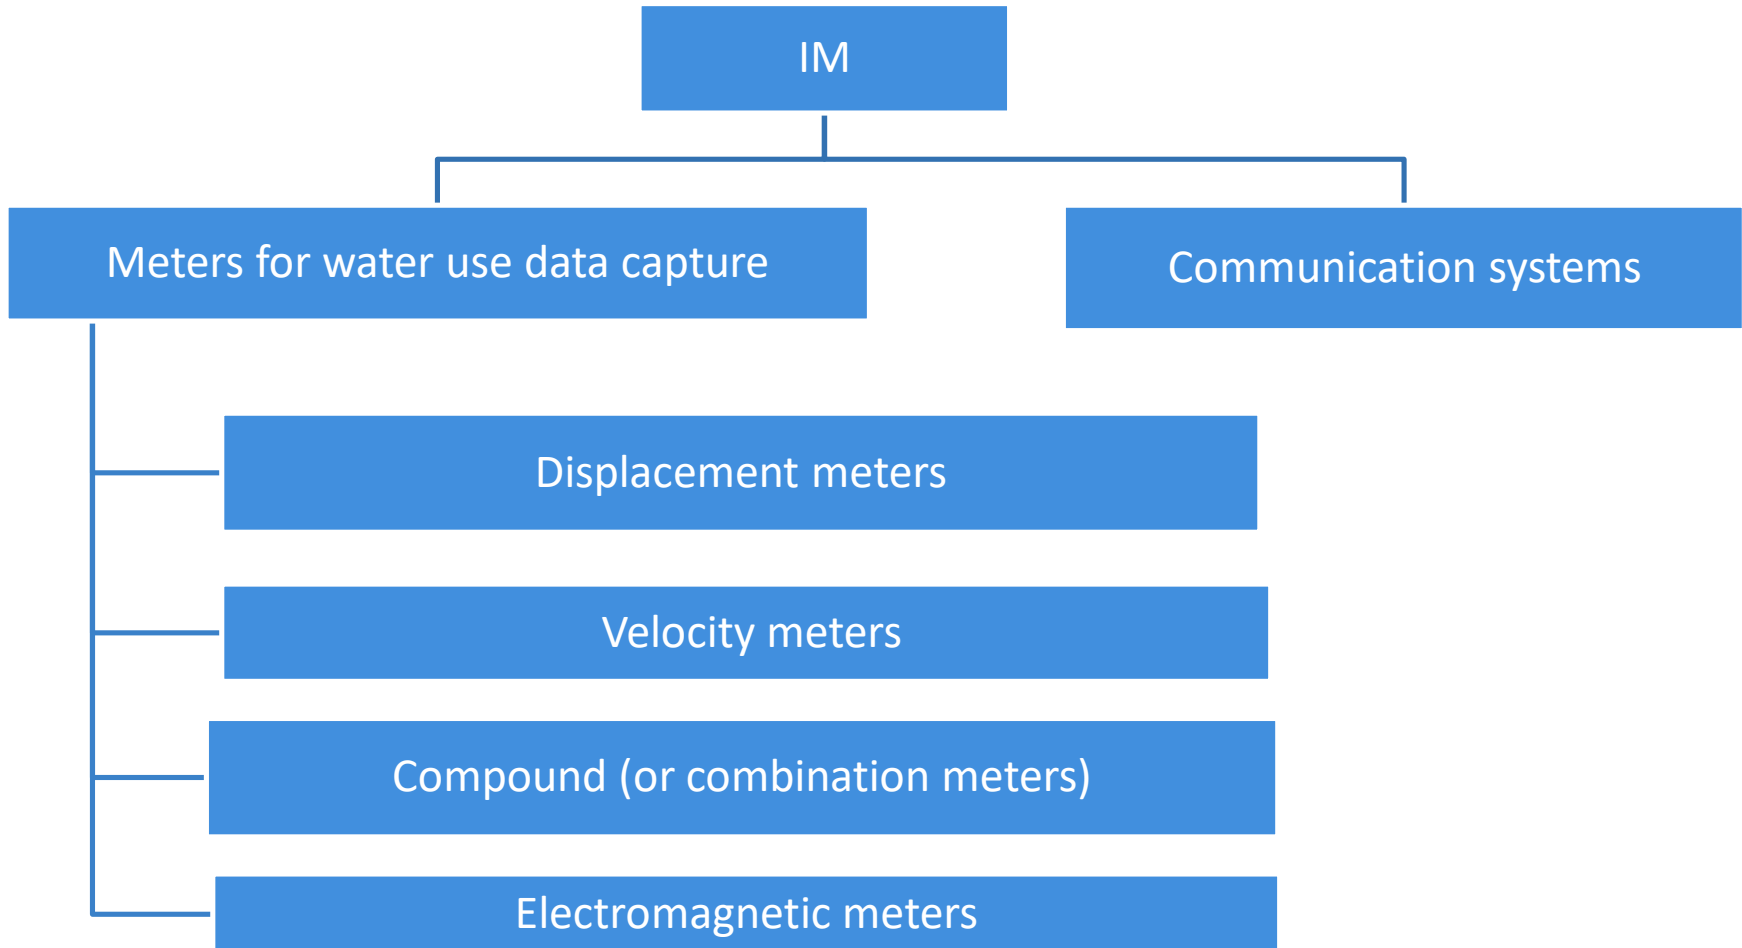 IM
Meters for water use data capture
Communication systems
Displacement meters
Velocity meters
Compound (or combination meters)
Electromagnetic meters